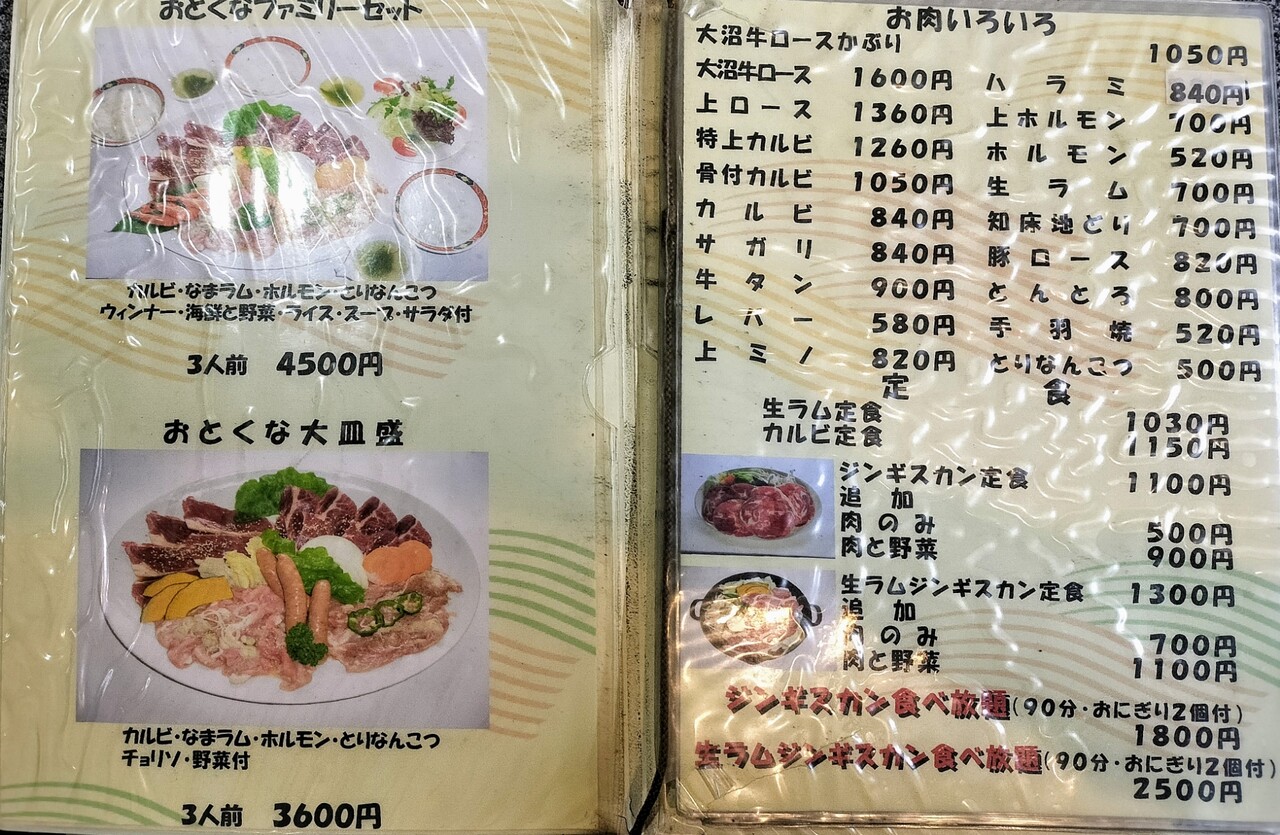 おとくなファミリーセット
カルビ・なまラム・ホルモン・とりなんこつ
ウィンナー・海鮮と野菜・ライス・スープ・サラダ付
3人前 4500円
おとくな大皿盛
カルビ・なまラム・ホルモン・とりなんこつ
チョリソ・野菜付
3人前 3600円
お肉いろいろ
大沼牛ロースかぶり 1050円
大沼牛ロース 1600円
上ロース 1360円
特上カルビ 1260円
骨付カルビ 1050円
カルビ 840円
サガリ 840円
牛タン 900円
レバー 580円
上ミノ 820円
ハラミ 840円
上ホルモン 700円
ホルモン 520円
生ラム 700円
知床地どり 700円
豚ロース 820円
とんとろ 800円
手羽焼 520円
とりなんこつ 500円
定食
生ラム定食 1030円
カルビ定食 1150円
ジンギスカン定食 1100円
追加
肉のみ 500円
肉と野菜 900円
生ラムジンギスカン定食 1300円
追加
肉のみ 700円
肉と野菜 1100円
ジンギスカン食べ放題(90分・おにぎり2個付)
1800円
生ラムジンギスカン食べ放題(90分・おにぎり2個付)
2500円